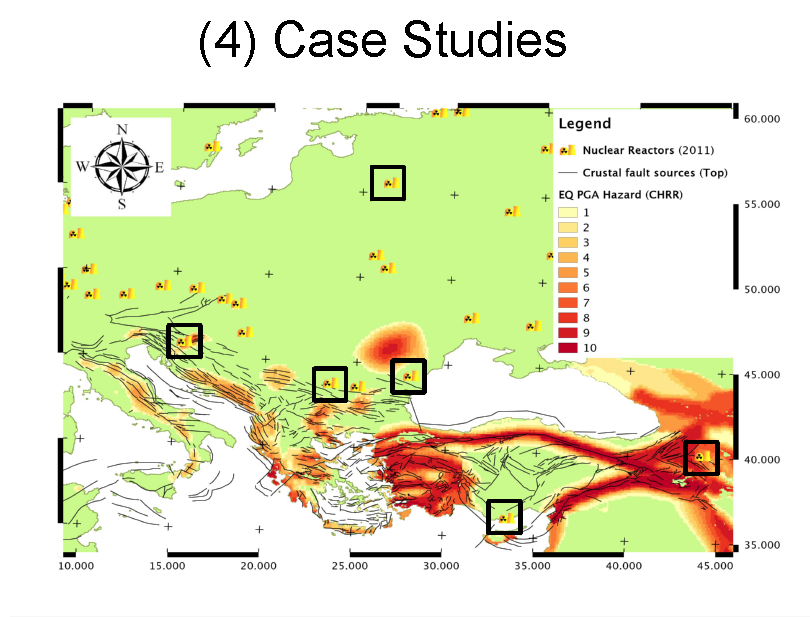 (4) Case Studies
N
W E
S
Legend
Nuclear Reactors (2011)
Crustal fault sources (Top)
EQ PGA Hazard (CHRR)
1
2
3
4
5
6
7
8
9
10
60.000
55.000
50.000
45.000
40.000
35.000
10.000 15.000 20.000 25.000 30.000 35.000 40.000 45.000